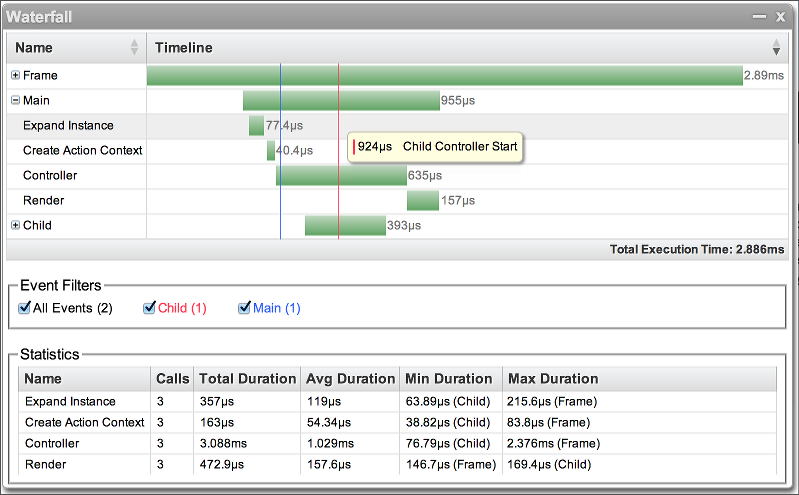 Waterfall
Name Timeline
Frame 2.89ms
Main 955µs
Expand Instance 77.4µs
Create Action Context 40.4µs
924µs Child Controller Start
Controller 635µs
Render 157µs
Child 393µs
Total Execution Time: 2.886ms
Event Filters
All Events (2) Child (1) Main (1)
Statistics
Name Calls Total Duration Avg Duration Min Duration Max Duration
Expand Instance 3 357µs 119µs 63.89µs (Child) 215.6µs (Frame)
Create Action Context 3 163µs 54.34µs 38.82µs (Child) 83.8µs (Frame)
Controller 3 3.088ms 1.029ms 76.79µs (Child) 2.376ms (Frame)
Render 3 472.9µs 157.6µs 146.7µs (Frame) 169.4µs (Child)